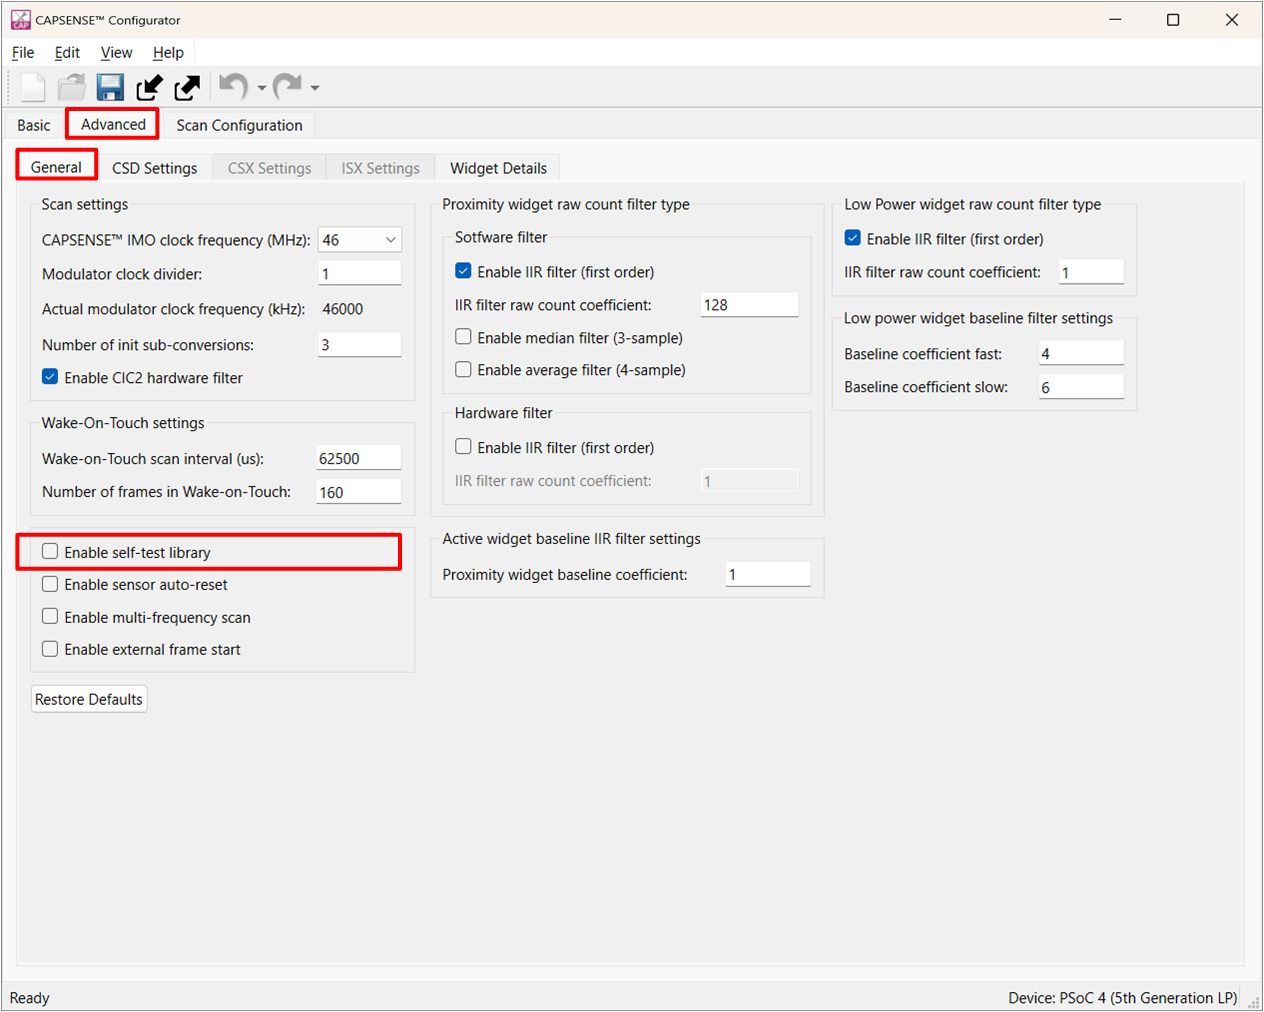 CAPSENSE™ Configurator
File Edit View Help
Basic Advanced Scan Configuration
General CSD Settings CSX Settings ISX Settings Widget Details
Scan settings
CAPSENSE™ IMO clock frequency (MHz): 46
Modulator clock divider: 1
Actual modulator clock frequency (kHz): 46000
Number of init sub-conversions: 3
Enable CIC2 hardware filter
Wake-On-Touch settings
Wake-on-Touch scan interval (us): 62500
Number of frames in Wake-on-Touch: 160
Enable self-test library
Enable sensor auto-reset
Enable multi-frequency scan
Enable external frame start
Restore Defaults
Proximity widget raw count filter type
Sotfware filter
Enable IIR filter (first order)
IIR filter raw count coefficient: 128
Enable median filter (3-sample)
Enable average filter (4-sample)
Hardware filter
Enable IIR filter (first order)
IIR filter raw count coefficient: 1
Active widget baseline IIR filter settings
Proximity widget baseline coefficient: 1
Low Power widget raw count filter type
Enable IIR filter (first order)
IIR filter raw count coefficient: 1
Low power widget baseline filter settings
Baseline coefficient fast: 4
Baseline coefficient slow: 6
Ready
Device: PSoC 4 (5th Generation LP)